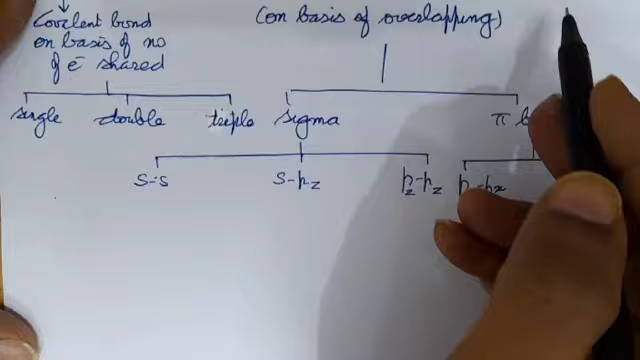 Covalent bond
on basis of no
of e⁻ shared
(on basis of overlapping)
single double triple
sigma π b
s-s s-pz pz-pz p -px